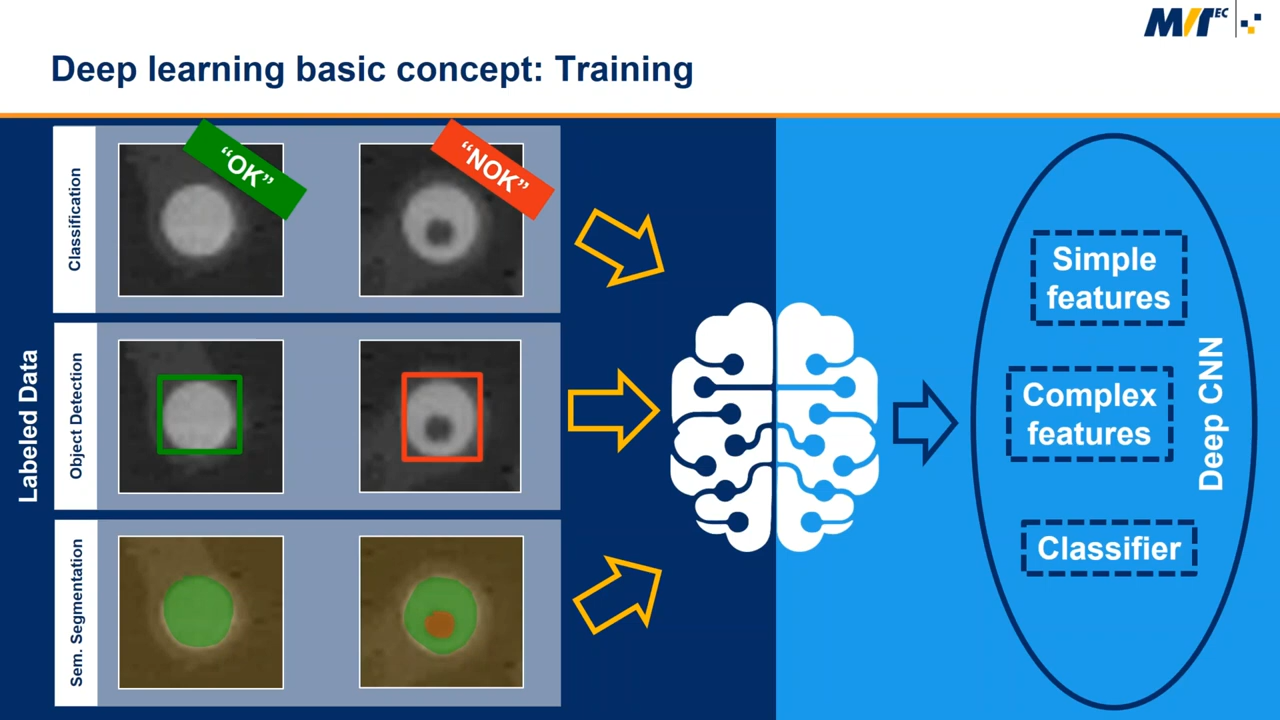 MVTEC
Deep learning basic concept: Training
Labeled Data
Classification
“OK”
“NOK”
Object Detection
Sem. Segmentation
Simple
features
Complex
features
Classifier
Deep CNN